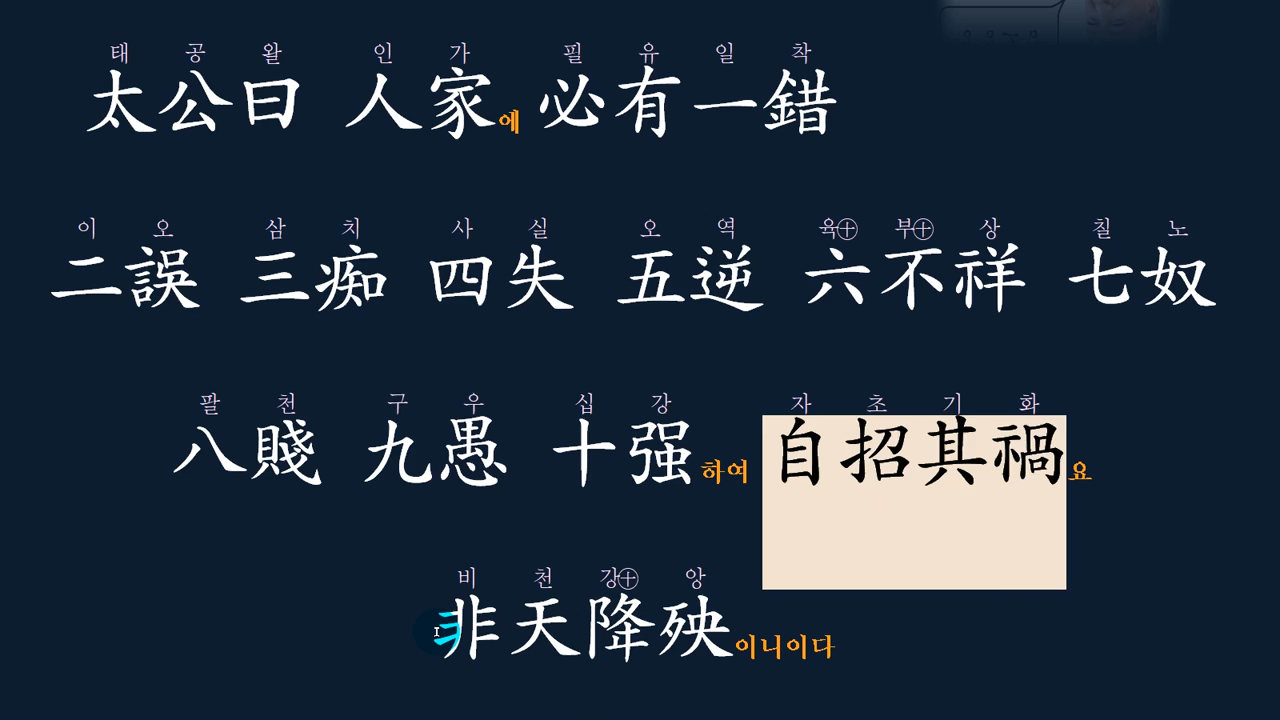 태 공 왈 인 가 필 유 일 착
太公曰 人家에 必有一錯
이 오 삼 치 사 실 오 역 육㊉ 부㊉ 상 칠 노
二誤 三痴 四失 五逆 六不祥 七奴
팔 천 구 우 십 강 자 초 기 화
八賤 九愚 十强하여 自招其禍요
비 천 강㊉ 앙
非天降殃이니이다